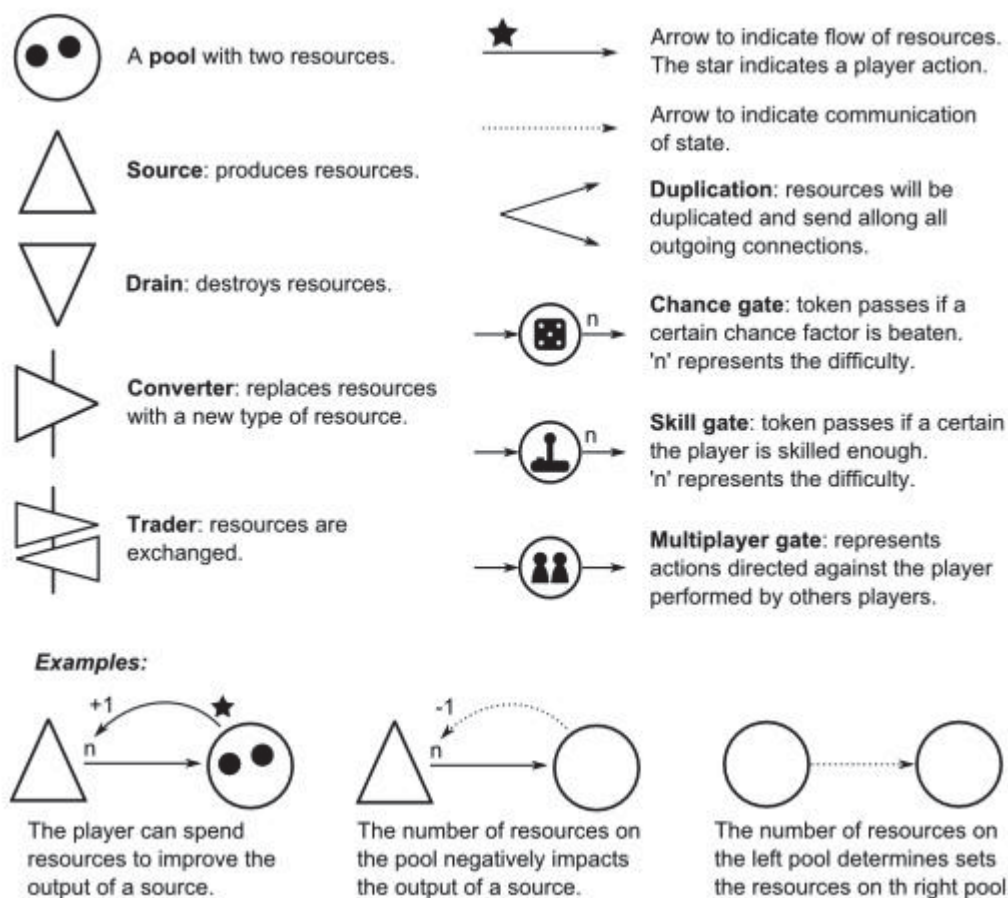 A pool with two resources.
Source: produces resources.
Drain: destroys resources.
Converter: replaces resources
with a new type of resource.
Trader: resources are
exchanged.
Arrow to indicate flow of resources.
The star indicates a player action.
Arrow to indicate communication
of state.
Duplication: resources will be
duplicated and send allong all
outgoing connections.
n
Chance gate: token passes if a
certain chance factor is beaten.
'n' represents the difficulty.
n
Skill gate: token passes if a certain
the player is skilled enough.
'n' represents the difficulty.
Multiplayer gate: represents
actions directed against the player
performed by others players.
Examples:
+1
n
The player can spend
resources to improve the
output of a source.
-1
n
The number of resources on
the pool negatively impacts
the output of a source.
The number of resources on
the left pool determines sets
the resources on th right pool